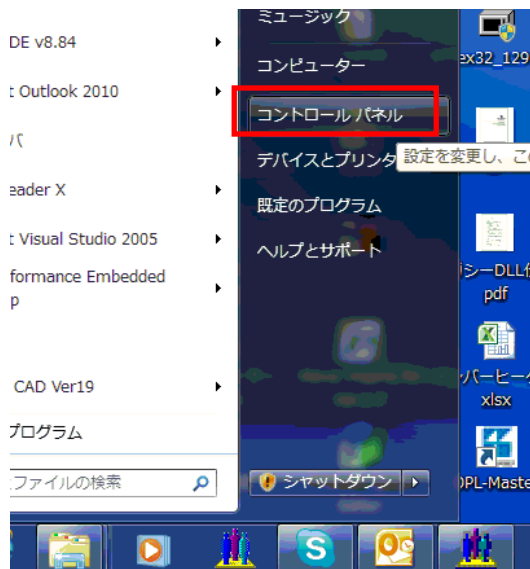 DE v8.84
t Outlook 2010
バ
eader X
t Visual Studio 2005
formance Embedded
p
CAD Ver19
プログラム
ファイルの検索
ミュージック
コンピューター
コントロール パネル
デバイスとプリンタ
設定を変更し、この
既定のプログラム
ヘルプとサポート
シャットダウン
ex32_129
シーDLL
pdf
バーヒー
xlsx
OPL-Maste